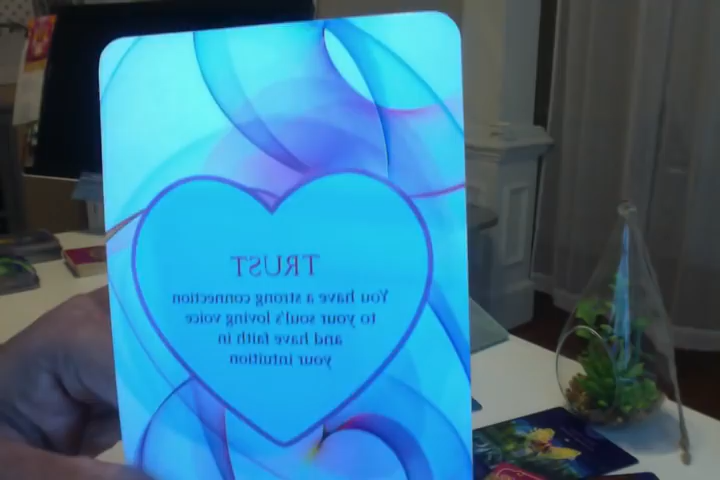 TRUST
You have a strong connection
to your soul's loving voice
and have faith in
your intuition